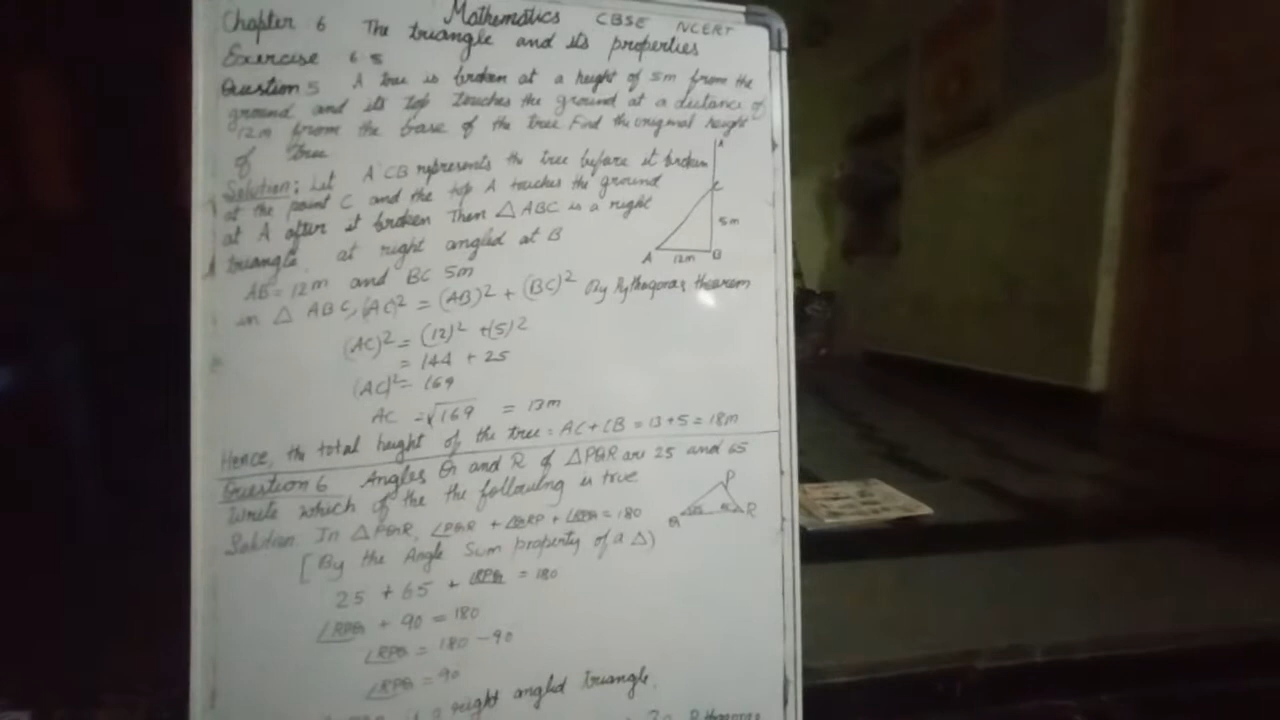 Mathematics CBSE NCERT
Chapter 6 The triangle and its properties
Exercise 6 5
Question 5 A tree is broken at a height of 5m from the
ground and its top touches the ground at a distance of
12m from the base of the tree Find the original height
of tree
Solution: Let A'CB represents the tree before it broken
at the point C and the top A touches the ground
at A after it broken Then △ABC is a right
triangle at right angled at B
AB = 12m and BC 5m
in △ ABC, (AC)² = (AB)² + (BC)² By Pythagoras theorem
(AC)² = (12)² + (5)²
= 144 + 25
(AC)² = 169
AC = √169 = 13m
Hence, the total height of the tree = AC + CB = 13 + 5 = 18m
C
5m
A 12m B
Question 6 Angles Q and R of △PQR are 25 and 65
Write which of the the following is true
Solution. In △PQR, ∠PQR + ∠QRP + ∠RPQ = 180
[By the Angle Sum property of a △)
P
Q R
25 + 65 + ∠RPQ = 180
∠RPQ + 90 = 180
∠RPQ = 180 - 90
∠RPQ = 90
is a right angled triangle.